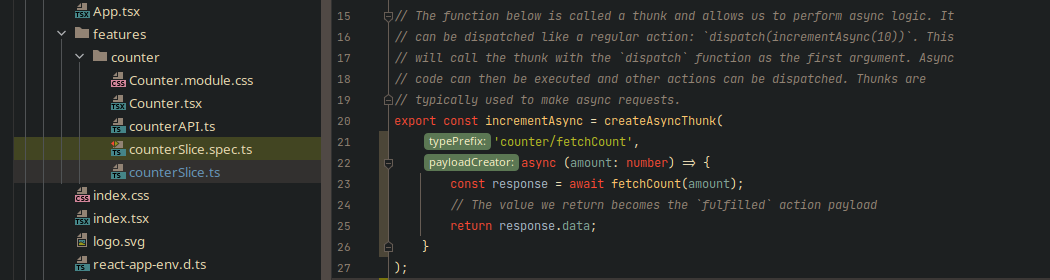 App.tsx
features
counter
Counter.module.css
Counter.tsx
counterAPI.ts
counterSlice.spec.ts
counterSlice.ts
index.css
index.tsx
logo.svg
react-app-env.d.ts
15 // The function below is called a thunk and allows us to perform async logic. It
16 // can be dispatched like a regular action: `dispatch(incrementAsync(10))`. This
17 // will call the thunk with the `dispatch` function as the first argument. Async
18 // code can then be executed and other actions can be dispatched. Thunks are
19 // typically used to make async requests.
20 export const incrementAsync = createAsyncThunk(
21 typePrefix: 'counter/fetchCount',
22 payloadCreator: async (amount: number) => {
23 const response = await fetchCount(amount);
24 // The value we return becomes the `fulfilled` action payload
25 return response.data;
26 }
27 );